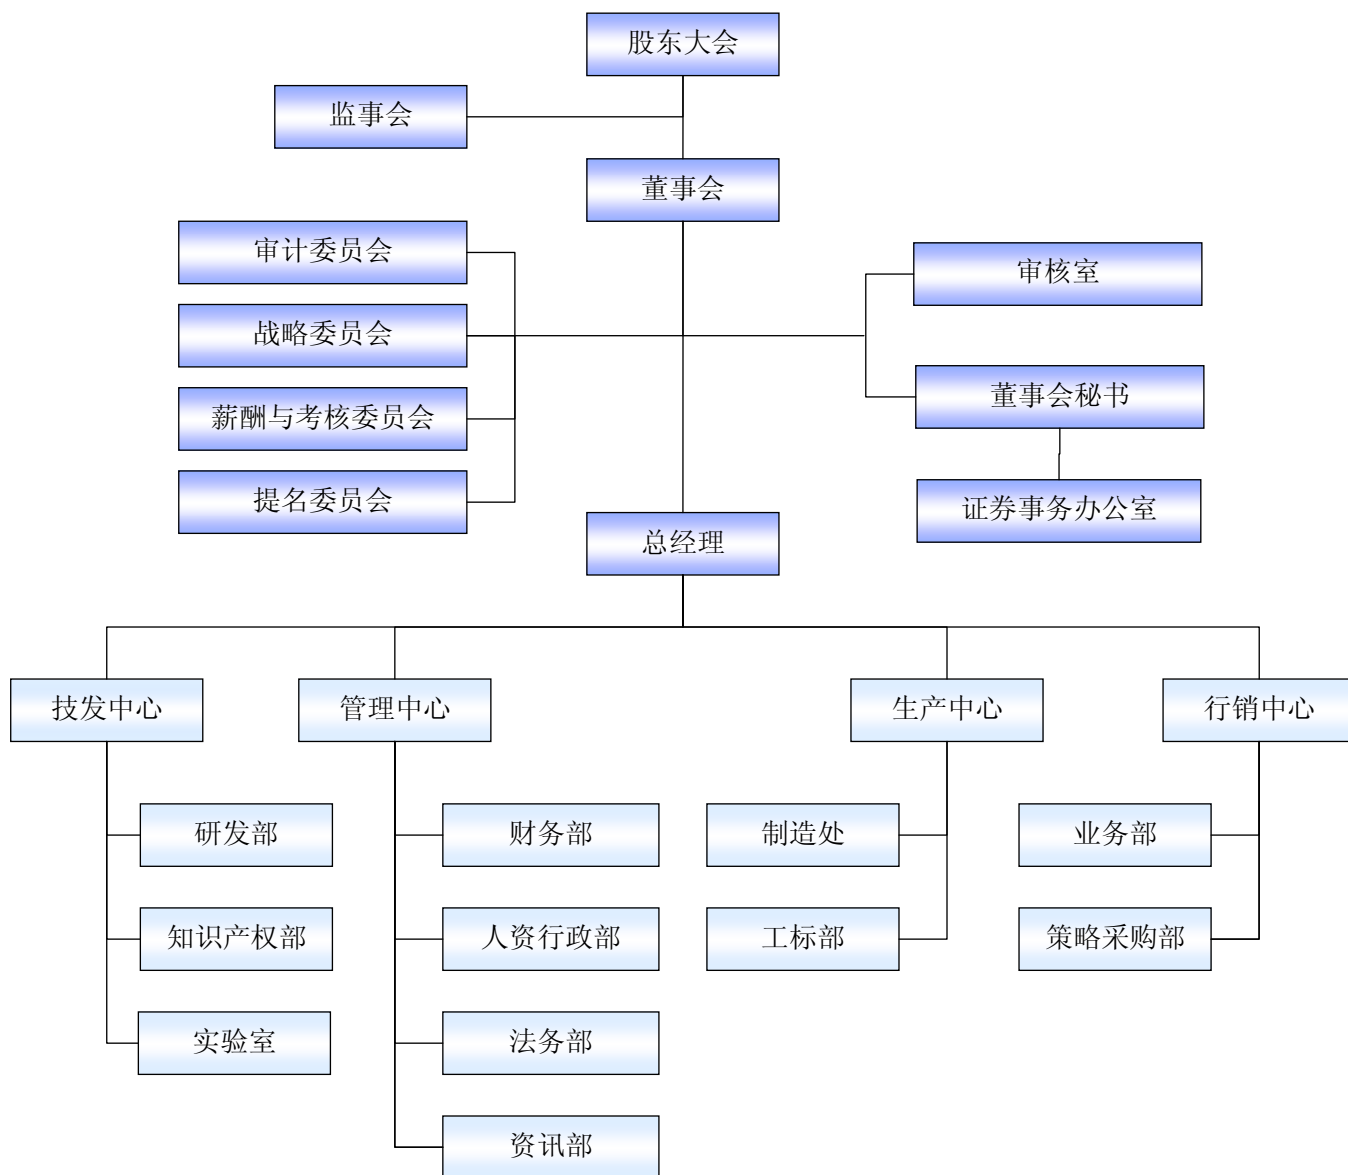 股东大会
监事会
董事会
审计委员会
审核室
战略委员会
董事会秘书
薪酬与考核委员会
提名委员会
证券事务办公室
总经理
技发中心
管理中心
生产中心
行销中心
研发部
财务部
制造处
业务部
知识产权部
人资行政部
工标部
策略采购部
实验室
法务部
资讯部